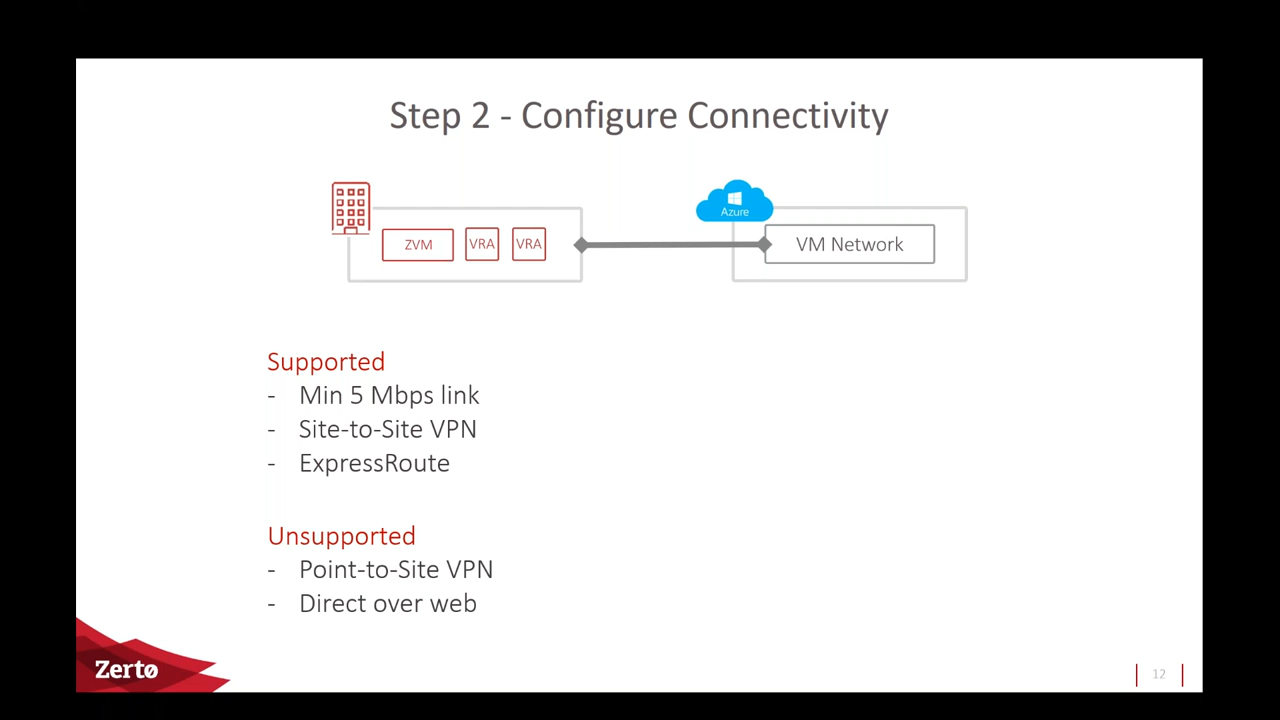 Step 2 - Configure Connectivity
Azure
ZVM
VRA
VRA
VM Network
Supported
- Min 5 Mbps link
- Site-to-Site VPN
- ExpressRoute
Unsupported
- Point-to-Site VPN
- Direct over web
Zerto
12